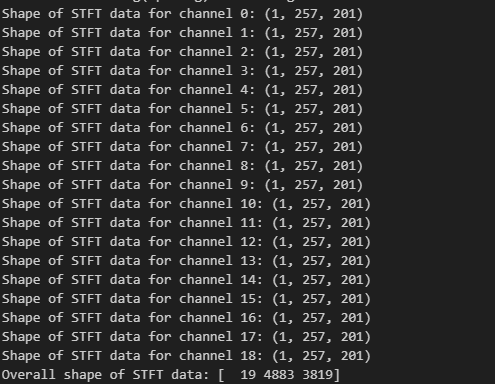 Shape of STFT data for channel 0: (1, 257, 201)
Shape of STFT data for channel 1: (1, 257, 201)
Shape of STFT data for channel 2: (1, 257, 201)
Shape of STFT data for channel 3: (1, 257, 201)
Shape of STFT data for channel 4: (1, 257, 201)
Shape of STFT data for channel 5: (1, 257, 201)
Shape of STFT data for channel 6: (1, 257, 201)
Shape of STFT data for channel 7: (1, 257, 201)
Shape of STFT data for channel 8: (1, 257, 201)
Shape of STFT data for channel 9: (1, 257, 201)
Shape of STFT data for channel 10: (1, 257, 201)
Shape of STFT data for channel 11: (1, 257, 201)
Shape of STFT data for channel 12: (1, 257, 201)
Shape of STFT data for channel 13: (1, 257, 201)
Shape of STFT data for channel 14: (1, 257, 201)
Shape of STFT data for channel 15: (1, 257, 201)
Shape of STFT data for channel 16: (1, 257, 201)
Shape of STFT data for channel 17: (1, 257, 201)
Shape of STFT data for channel 18: (1, 257, 201)
Overall shape of STFT data: [  19 4883 3819]